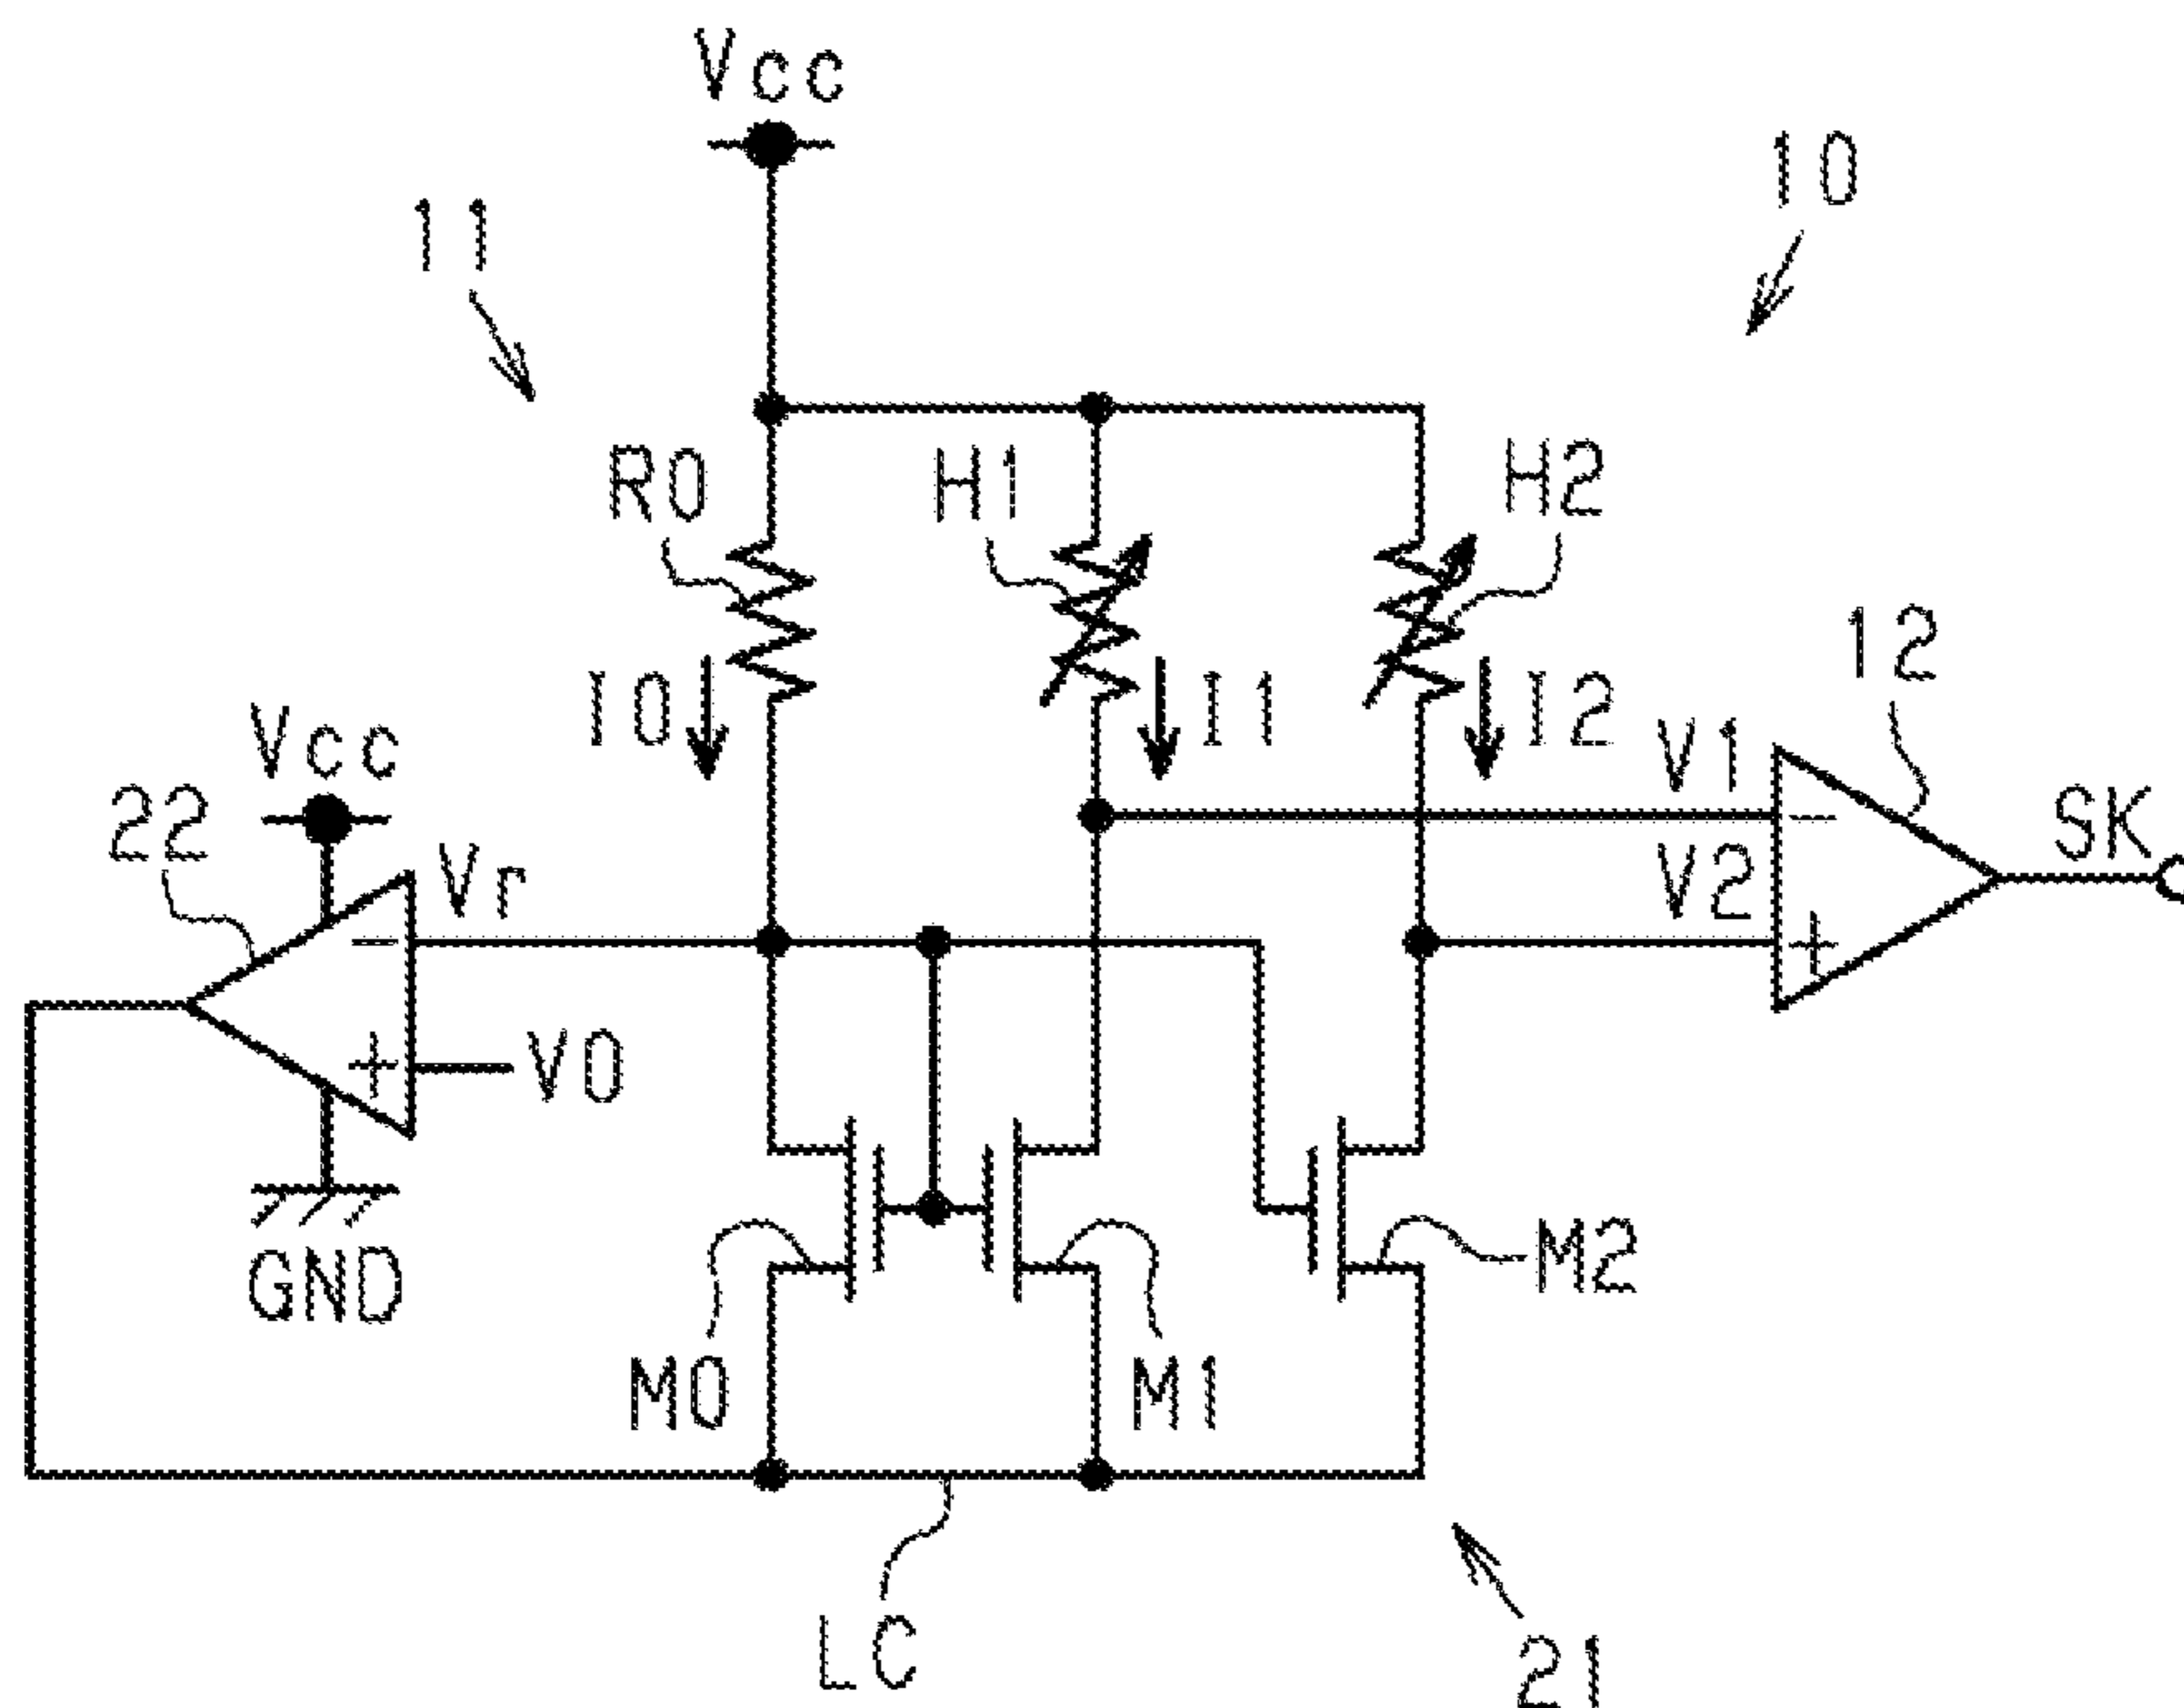 Vcc
10
11
R0
H1
H2
12
I0
I1
I2
V1
Vcc
22
Vr
−
SK
V2
−
+
+
V0
GND
M2
M0
M1
LC
21